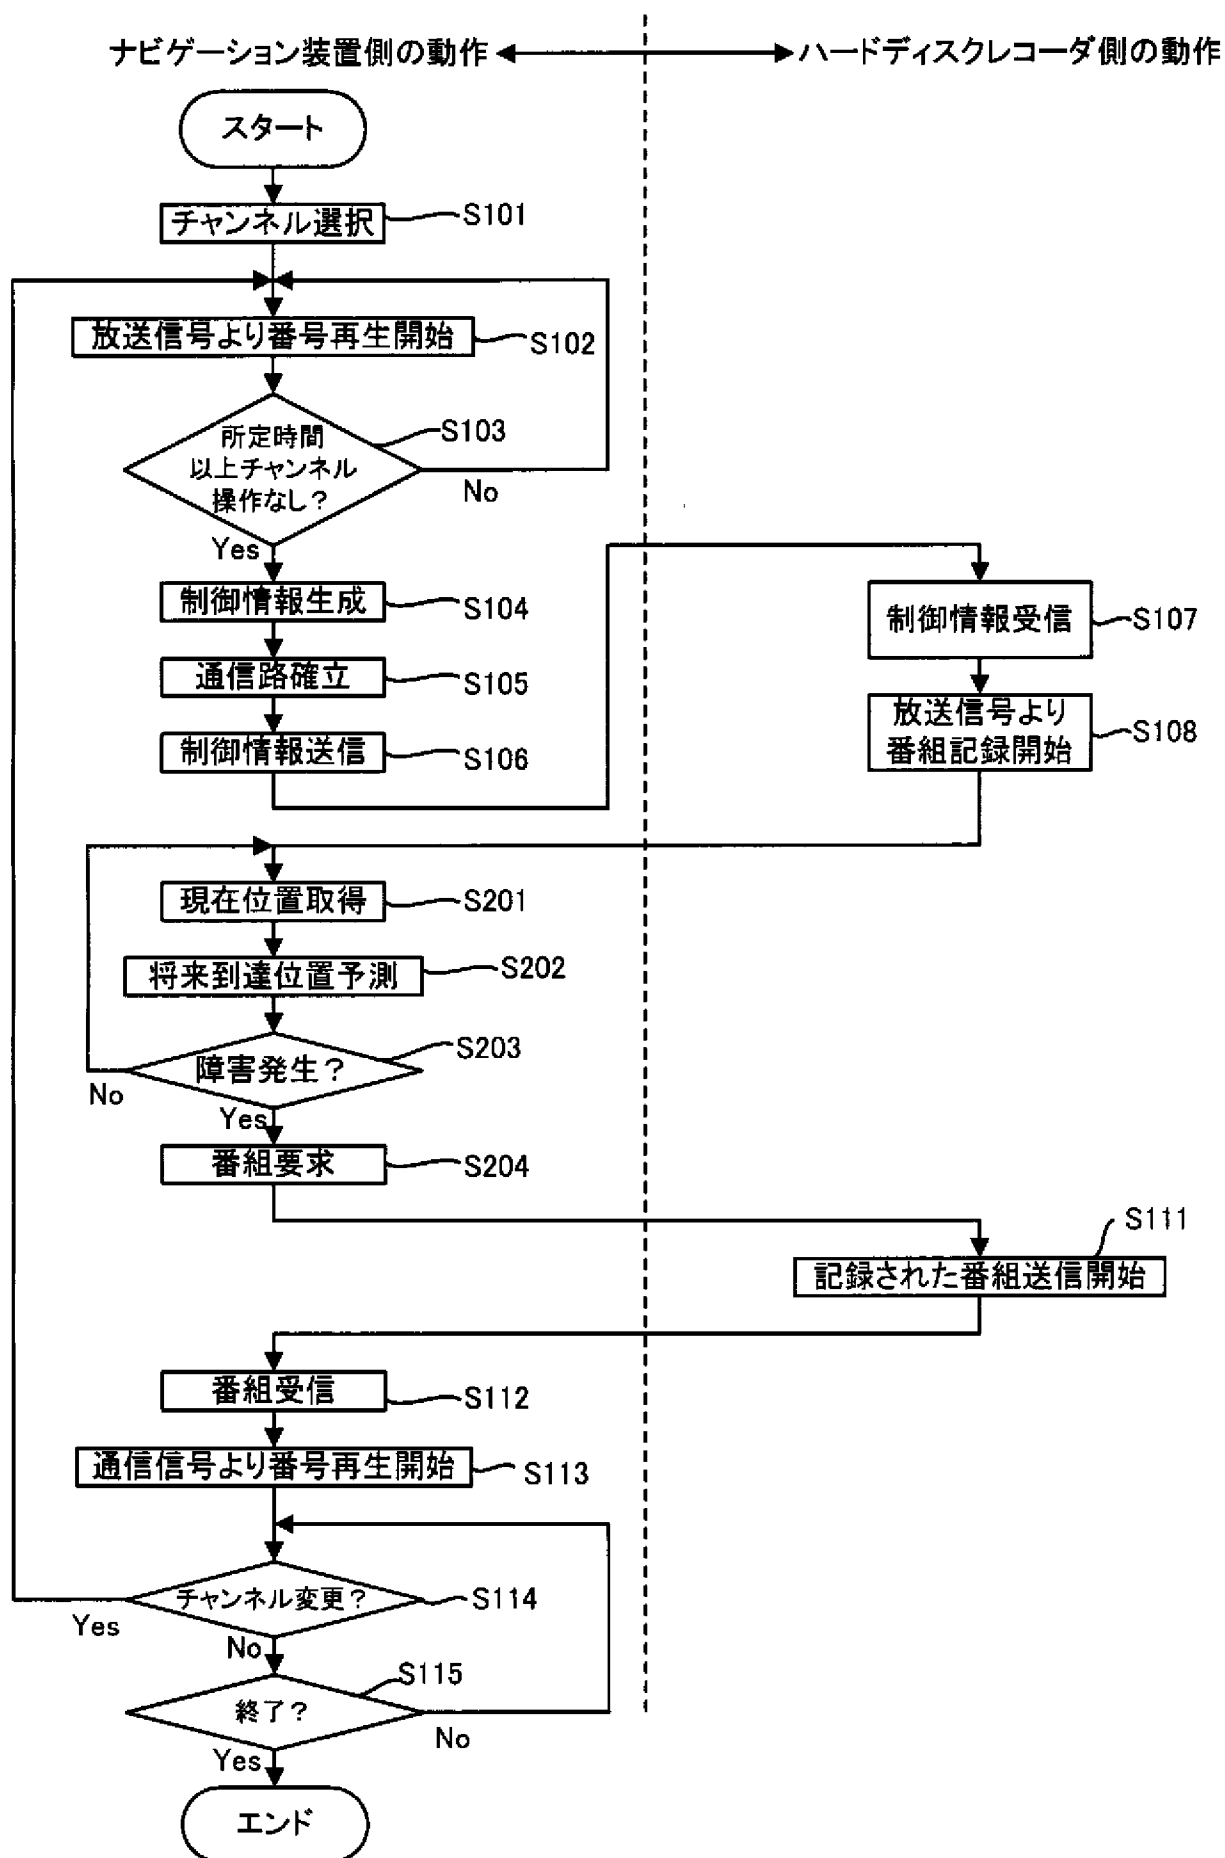 ナビゲーション装置側の動作
ハードディスクレコーダ側の動作
スタート
チャンネル選択
S101
放送信号より番号再生開始
S102
所定時間
以上チャンネル
操作なし?
S103
No
Yes
制御情報生成
S104
通信路確立
S105
制御情報送信
S106
制御情報受信
S107
放送信号より
番組記録開始
S108
現在位置取得
S201
将来到達位置予測
S202
障害発生?
S203
No
Yes
番組要求
S204
S111
記録された番組送信開始
番組受信
S112
通信信号より番号再生開始
S113
チャンネル変更?
S114
Yes
No
S115
終了?
No
Yes
エンド